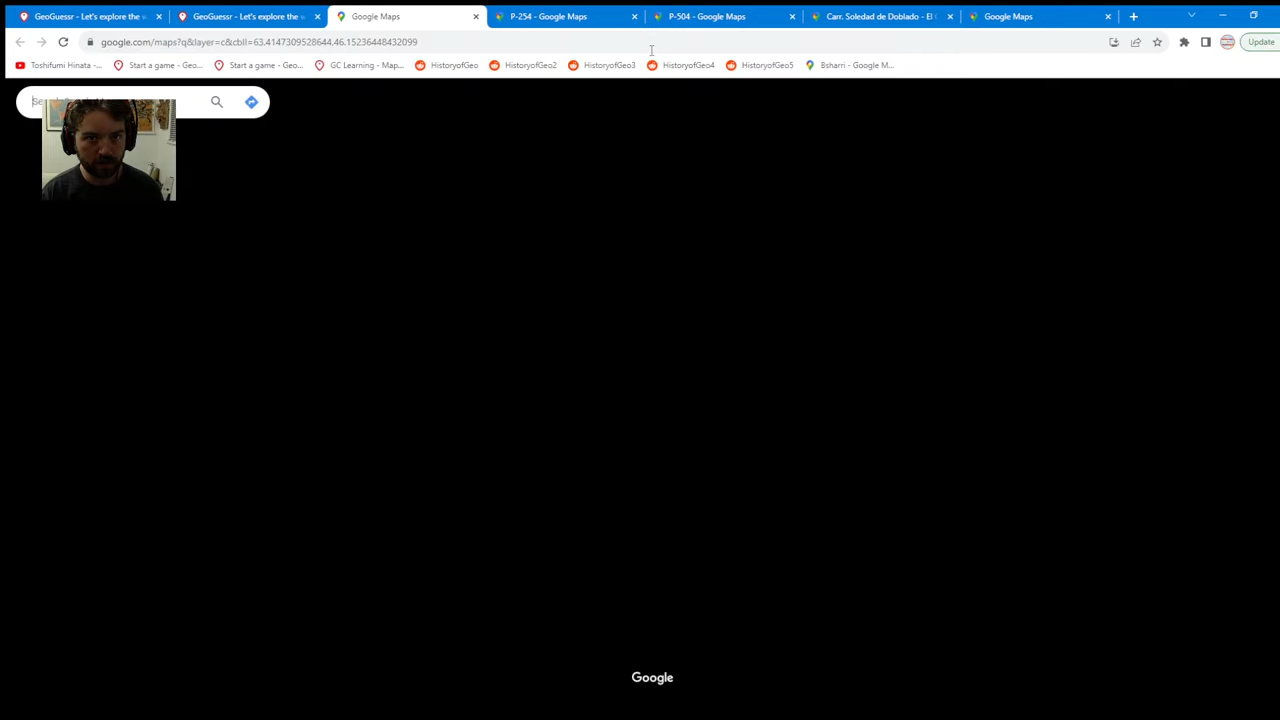 GeoGuessr - Let's explore the w
GeoGuessr - Let's explore the w
Google Maps
P-254 - Google Maps
P-504 - Google Maps
Carr. Soledad de Doblado - El
Google Maps
google.com/maps?q&layer=c&cbll=63.4147309528644,46.15236448432099
Update
Toshifumi Hinata -...
Start a game - Geo...
Start a game - Geo...
GC Learning - Map...
HistoryofGeo
HistoryofGeo2
HistoryofGeo3
HistoryofGeo4
HistoryofGeo5
Bsharri - Google M...
Google